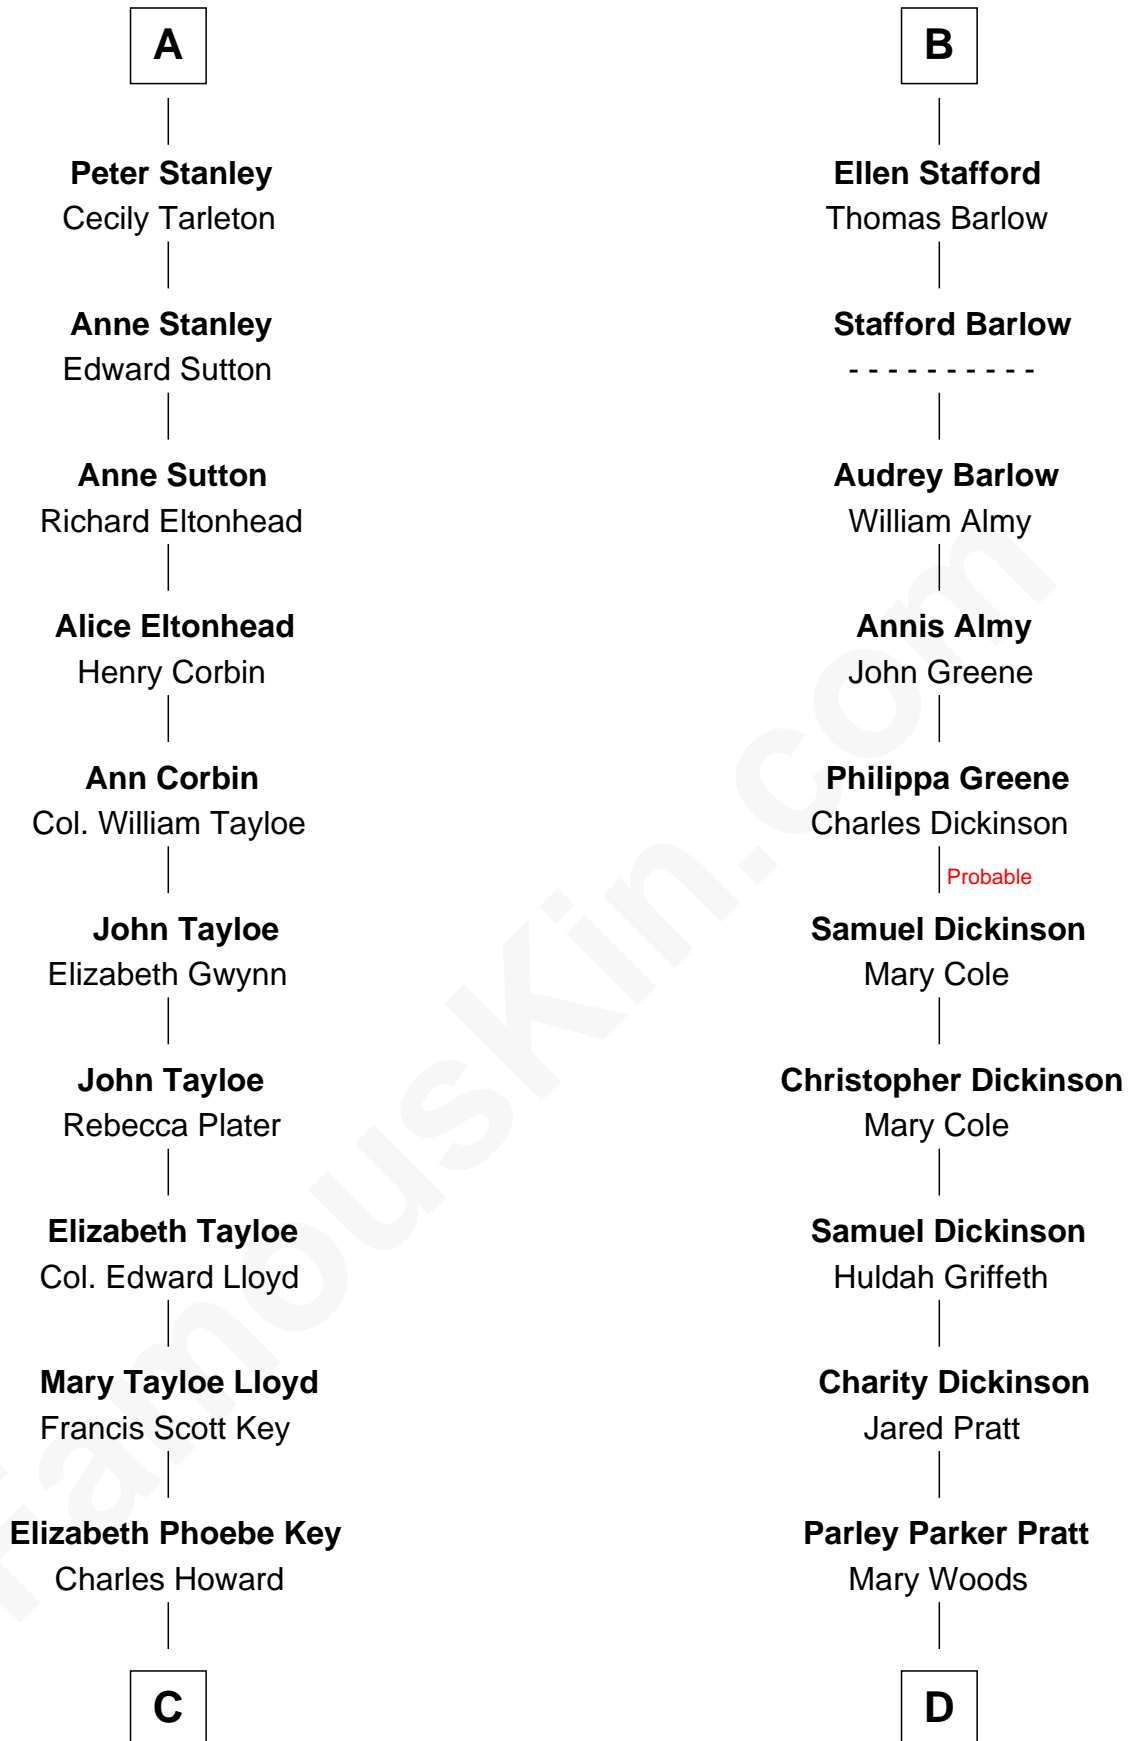 A
Peter Stanley
Cecily Tarleton
Anne Stanley
Edward Sutton
Anne Sutton
Richard Eltonhead
Alice Eltonhead
Henry Corbin
Ann Corbin
Col. William Tayloe
John Tayloe
Elizabeth Gwynn
John Tayloe
Rebecca Plater
Elizabeth Tayloe
Col. Edward Lloyd
Mary Tayloe Lloyd
Francis Scott Key
Elizabeth Phoebe Key
Charles Howard
C
B
Ellen Stafford
Thomas Barlow
Stafford Barlow
- - - - - - - - - -
Audrey Barlow
William Almy
Annis Almy
John Greene
Philippa Greene
Charles Dickinson
Probable
Samuel Dickinson
Mary Cole
Christopher Dickinson
Mary Cole
Samuel Dickinson
Huldah Griffeth
Charity Dickinson
Jared Pratt
Parley Parker Pratt
Mary Woods
D
FamousKin.com